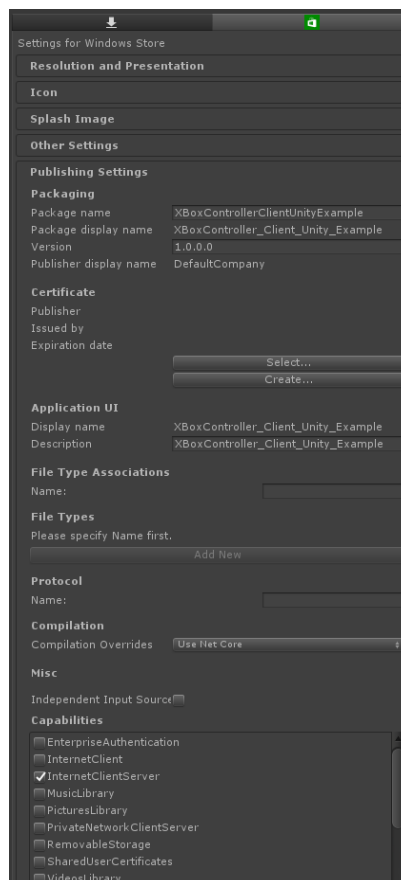 Settings for Windows Store
Resolution and Presentation
Icon
Splash Image
Other Settings
Publishing Settings
Packaging
Package name XBoxControllerClientUnityExample
Package display name XBoxController_Client_Unity_Example
Version 1.0.0.0
Publisher display name DefaultCompany
Certificate
Publisher
Issued by
Expiration date
Select...
Create...
Application UI
Display name XBoxController_Client_Unity_Example
Description XBoxController_Client_Unity_Example
File Type Associations
Name:
File Types
Please specify Name first.
Add New
Protocol
Name:
Compilation
Compilation Overrides Use Net Core
Misc
Independent Input Source
Capabilities
EnterpriseAuthentication
InternetClient
InternetClientServer
MusicLibrary
PicturesLibrary
PrivateNetworkClientServer
RemovableStorage
SharedUserCertificates
VideosLibrary